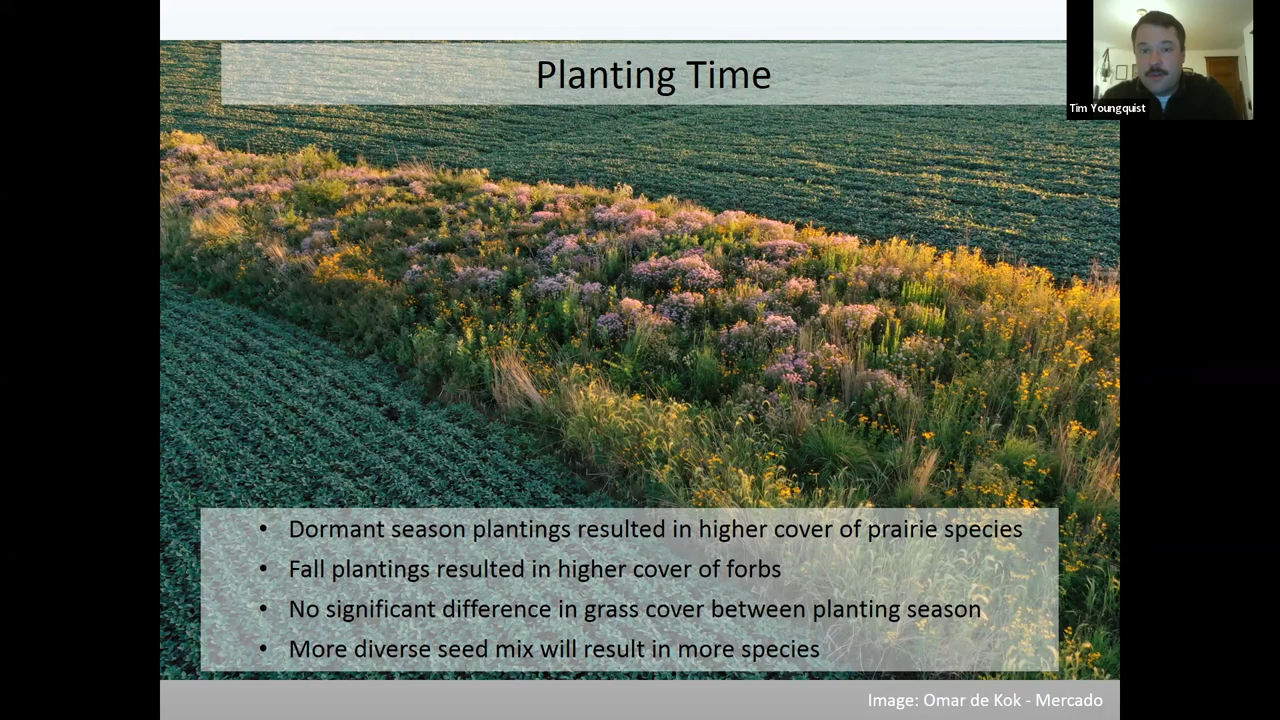 Planting Time
Tim Youngquist
• Dormant season plantings resulted in higher cover of prairie species
• Fall plantings resulted in higher cover of forbs
• No significant difference in grass cover between planting season
• More diverse seed mix will result in more species
Image: Omar de Kok - Mercado